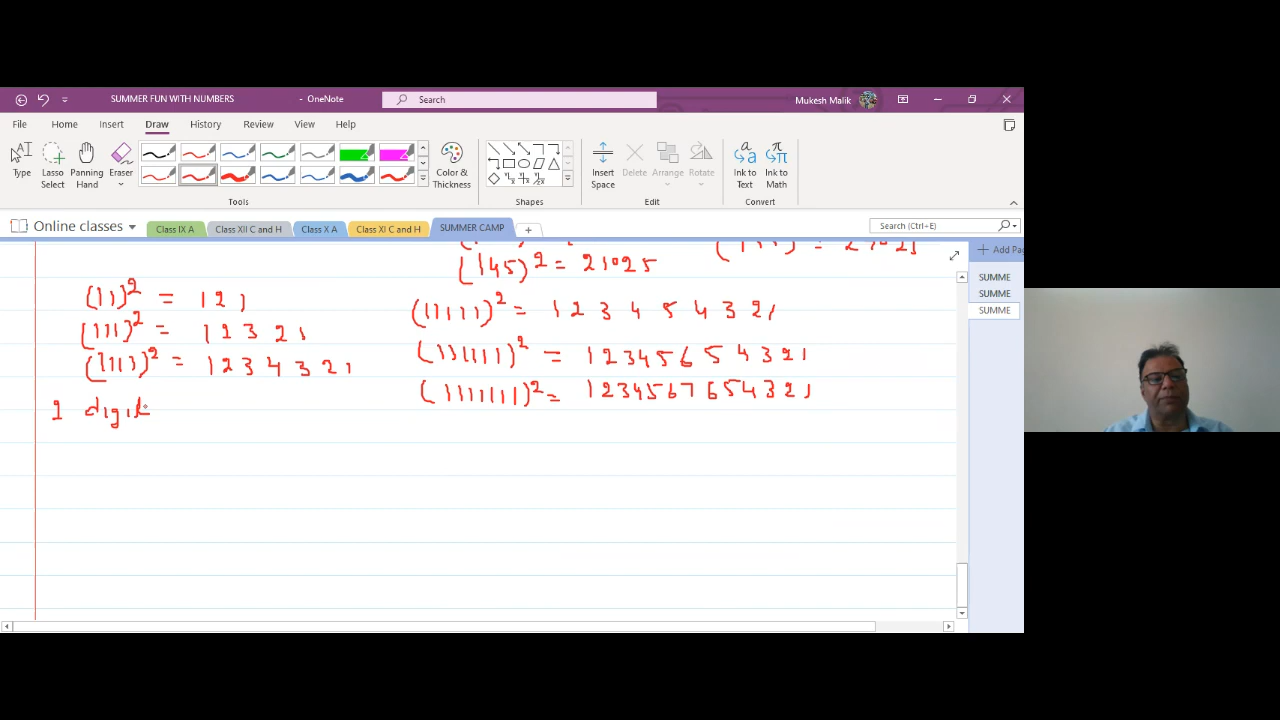 SUMMER FUN WITH NUMBERS - OneNote
Search
Mukesh Malik
File Home Insert Draw History Review View Help
Type
Lasso Select
Panning Hand
Eraser
Color & Thickness
Insert Space
Delete
Arrange
Rotate
Ink to Text
Ink to Math
Tools
Shapes
Edit
Convert
Online classes
Class IX A
Class XII C and H
Class X A
Class XI C and H
SUMMER CAMP
Search (Ctrl+E)
Add Pag
SUMME
SUMME
SUMME
(145)² = 21025
(11)² = 121
(111)² = 12321
(1111)² = 1234321
(11111)² = 123454321
(111111)² = 12345654321
(1111111)² = 1234567654321
1 digit